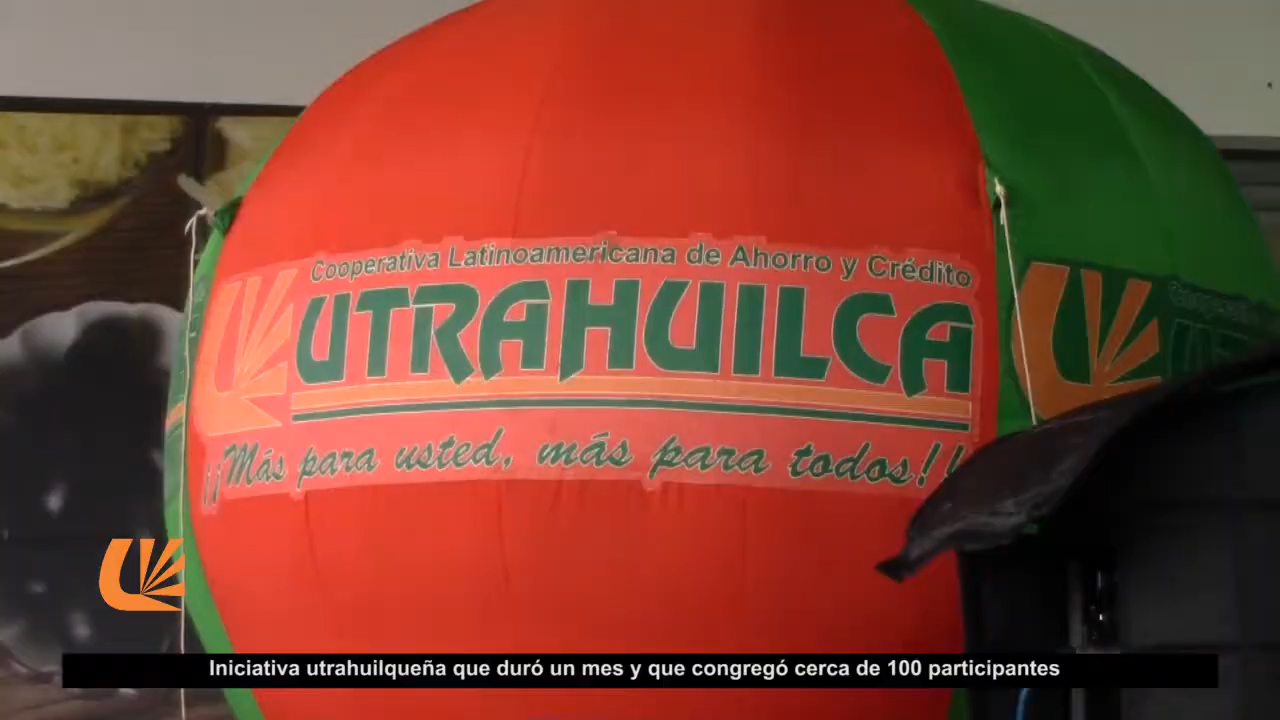 Cooperativa Latinoamericana de Ahorro y Crédito
UTRAHUILCA
¡¡Más para usted, más para todos!!
Iniciativa utrahuilqueña que duró un mes y que congregó cerca de 100 participantes